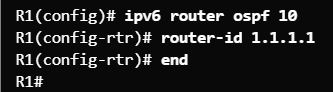 R1(config)# ipv6 router ospf 10
R1(config-rtr)# router-id 1.1.1.1
R1(config-rtr)# end
R1#